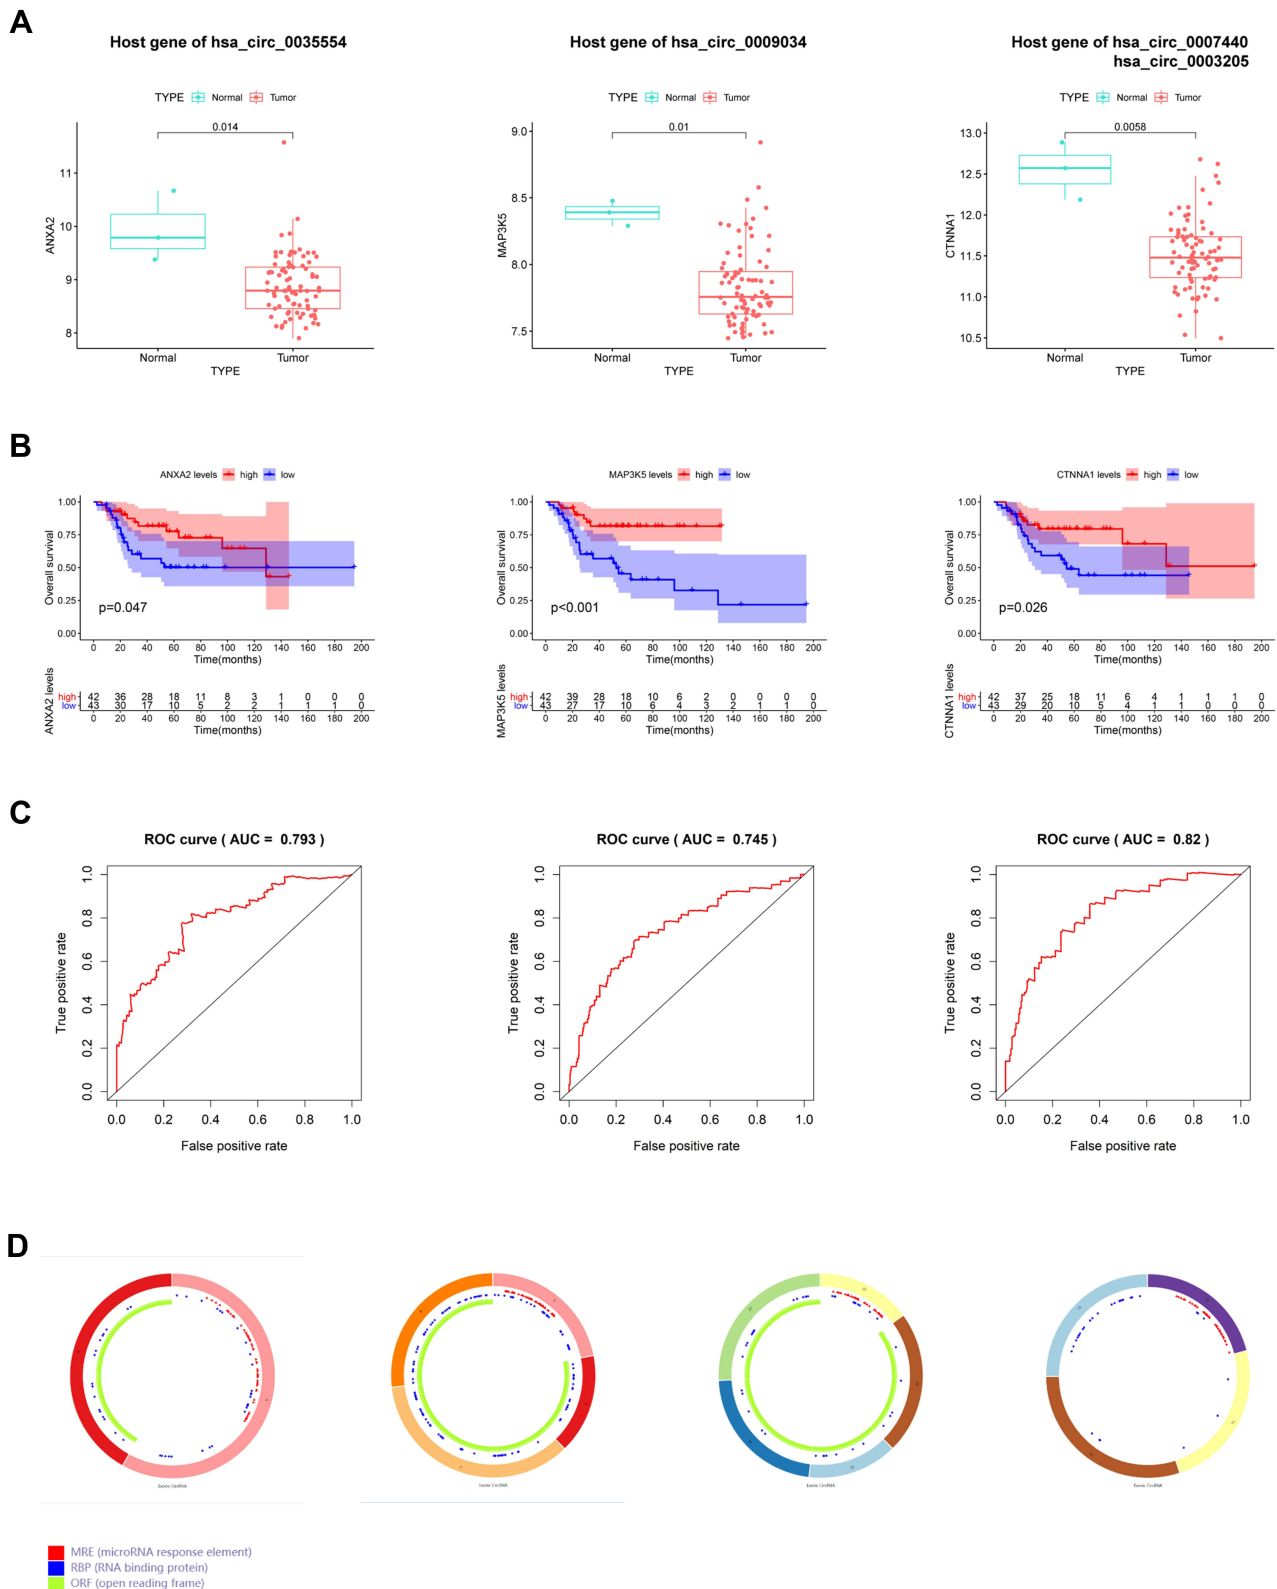 A
Host gene of hsa_circ_0035554
TYPE Normal Tumor
0.014
11
10
9
8
ANXA2
Normal Tumor
TYPE
Host gene of hsa_circ_0009034
TYPE Normal Tumor
0.01
9.0
8.5
8.0
7.5
MAP3K5
Normal Tumor
TYPE
Host gene of hsa_circ_0007440
hsa_circ_0003205
TYPE Normal Tumor
0.0058
13.0
12.5
12.0
11.5
11.0
10.5
CTNNA1
Normal Tumor
TYPE
B
ANXA2 levels high low
1.00
0.75
0.50
0.25
0.00
Overall survival
p=0.047
0 20 40 60 80 100 120 140 160 180 200
Time(months)
ANXA2 levels
high 42 36 28 18 11 8 3 1 0 0 0
low 43 30 17 10 5 2 2 1 1 1 0
0 20 40 60 80 100 120 140 160 180 200
Time(months)
MAP3K5 levels high low
1.00
0.75
0.50
0.25
0.00
Overall survival
p<0.001
0 20 40 60 80 100 120 140 160 180 200
Time(months)
MAP3K5 levels
high 42 39 28 18 10 6 2 0 0 0 0
low 43 27 17 10 6 4 3 2 1 1 0
0 20 40 60 80 100 120 140 160 180 200
Time(months)
CTNNA1 levels high low
1.00
0.75
0.50
0.25
0.00
Overall survival
p=0.026
0 20 40 60 80 100 120 140 160 180 200
Time(months)
CTNNA1 levels
high 42 37 25 18 11 6 4 1 1 1 0
low 43 29 20 10 5 4 1 1 0 0 0
0 20 40 60 80 100 120 140 160 180 200
Time(months)
C
ROC curve ( AUC = 0.793 )
1.0
0.8
0.6
0.4
0.2
0.0
True positive rate
0.0 0.2 0.4 0.6 0.8 1.0
False positive rate
ROC curve ( AUC = 0.745 )
1.0
0.8
0.6
0.4
0.2
0.0
True positive rate
0.0 0.2 0.4 0.6 0.8 1.0
False positive rate
ROC curve ( AUC = 0.82 )
1.0
0.8
0.6
0.4
0.2
0.0
True positive rate
0.0 0.2 0.4 0.6 0.8 1.0
False positive rate
D
Exonic CircRNA
Exonic CircRNA
Exonic CircRNA
Exonic CircRNA
MRE (microRNA response element)
RBP (RNA binding protein)
ORF (open reading frame)